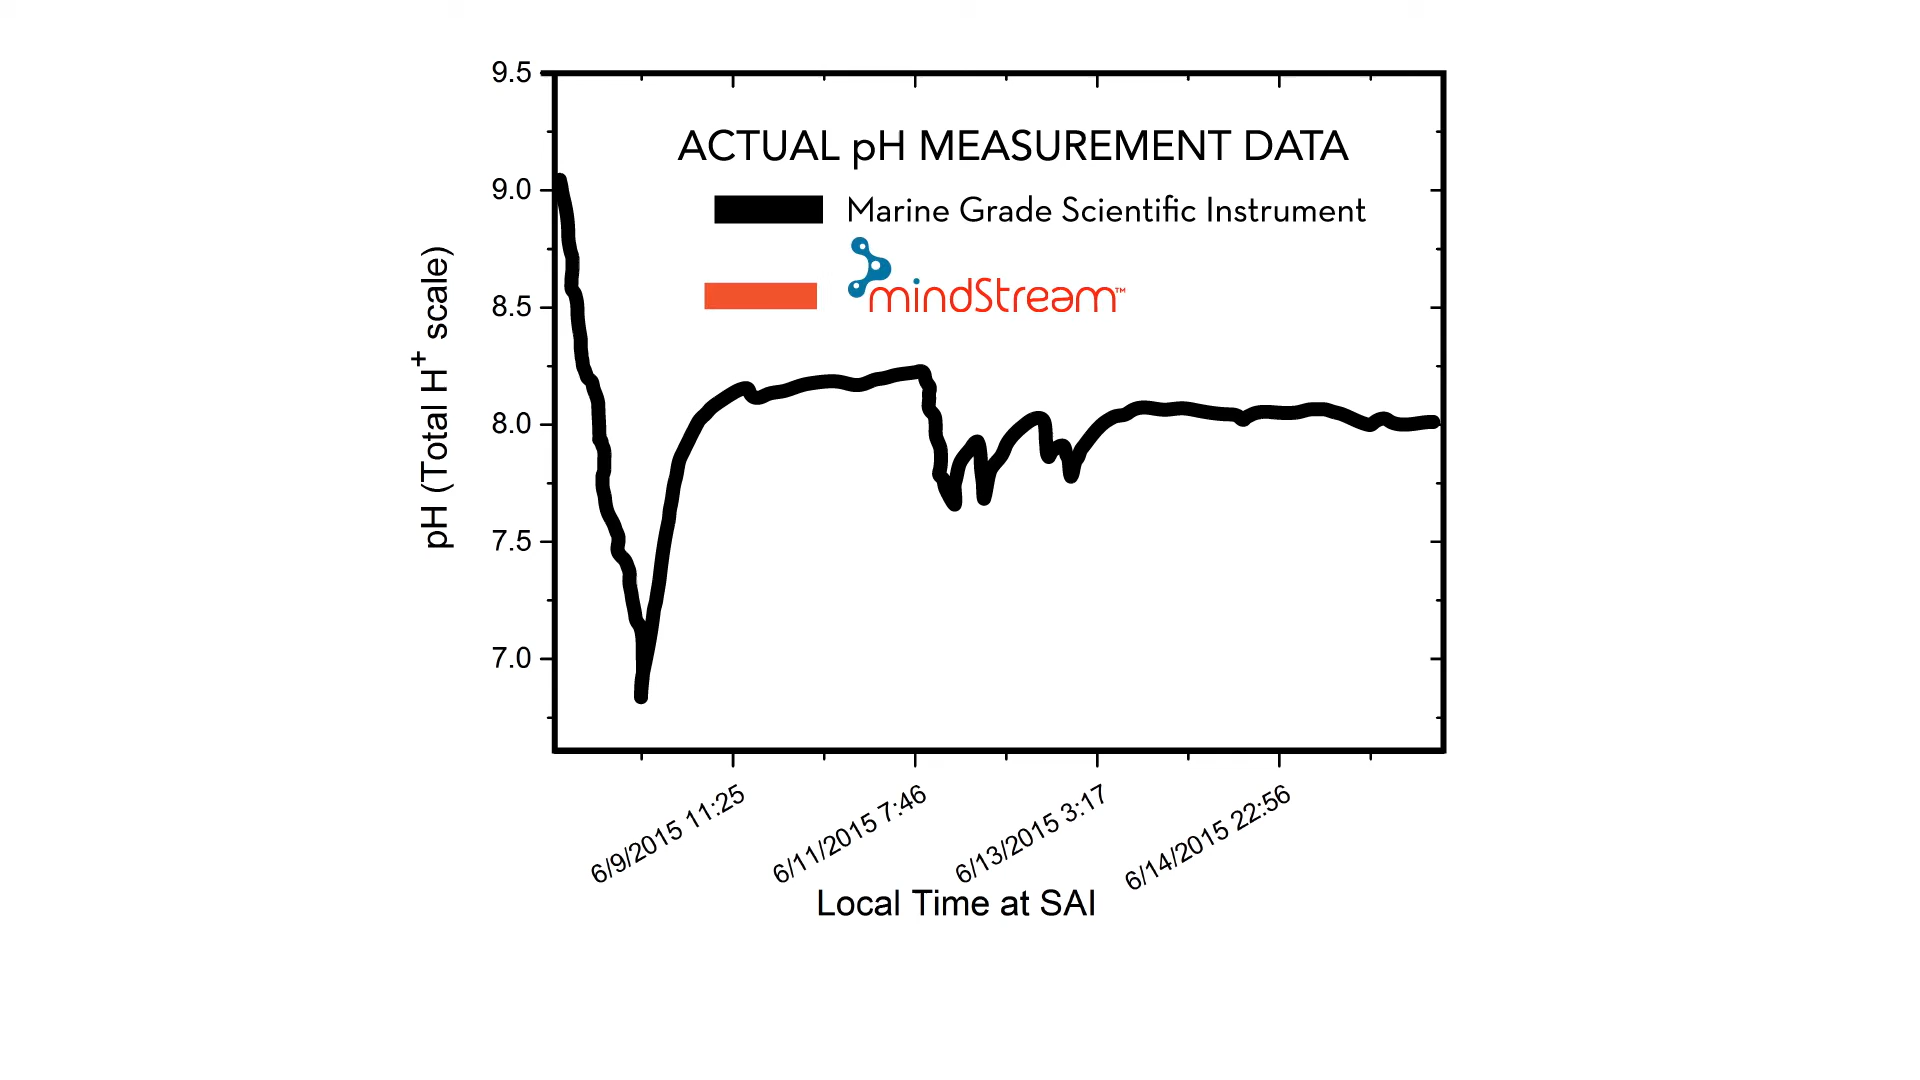 ACTUAL pH MEASUREMENT DATA
Marine Grade Scientific Instrument
mindStream™
pH (Total H⁺ scale)
9.5
9.0
8.5
8.0
7.5
7.0
6/9/2015 11:25
6/11/2015 7:46
6/13/2015 3:17
6/14/2015 22:56
Local Time at SAI